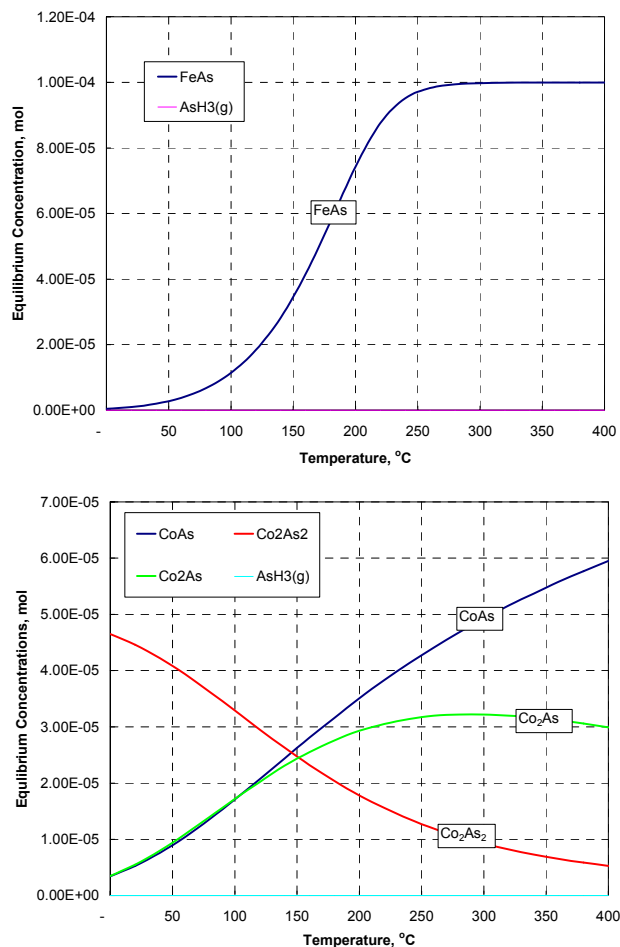 1.20E-04
1.00E-04
8.00E-05
6.00E-05
4.00E-05
2.00E-05
0.00E+00
Equilibrium Concentration, mol
FeAs
AsH3(g)
FeAs
- 50 100 150 200 250 300 350 400
Temperature, °C
7.00E-05
6.00E-05
5.00E-05
4.00E-05
3.00E-05
2.00E-05
1.00E-05
0.00E+00
Equilibrium Concentrations, mol
CoAs Co2As2
Co2As AsH3(g)
CoAs
Co₂As
Co₂As₂
- 50 100 150 200 250 300 350 400
Temperature, °C